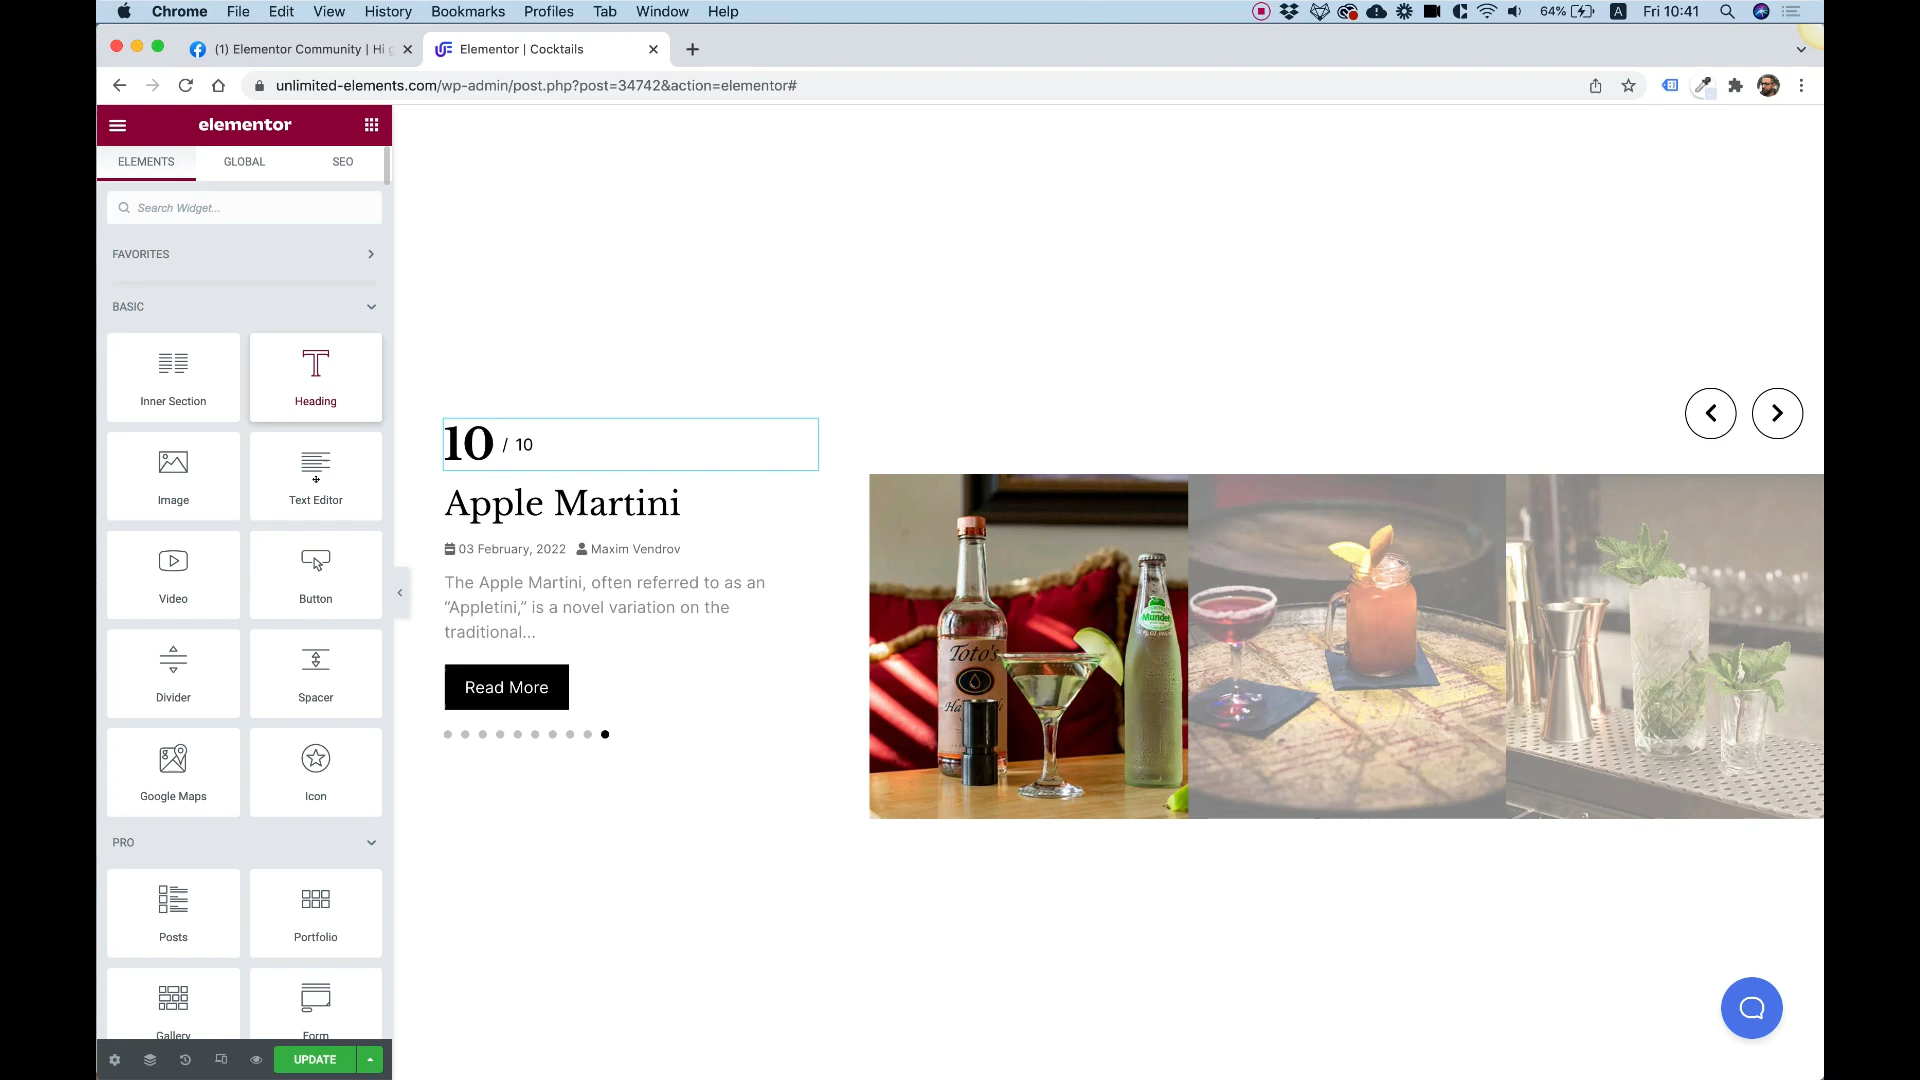 Chrome File Edit View History Bookmarks Profiles Tab Window Help
64% A Fri 10:41
(1) Elementor Community | Hi g
Elementor | Cocktails
unlimited-elements.com/wp-admin/post.php?post=34742&action=elementor#
elementor
ELEMENTS GLOBAL SEO
Search Widget...
FAVORITES
BASIC
Inner Section Heading
Image Text Editor
Video Button
Divider Spacer
Google Maps Icon
PRO
Posts Portfolio
Gallery Form
UPDATE
10 / 10
Apple Martini
03 February, 2022 Maxim Vendrov
The Apple Martini, often referred to as an
“Appletini,” is a novel variation on the
traditional...
Read More
Toto's
Mundet